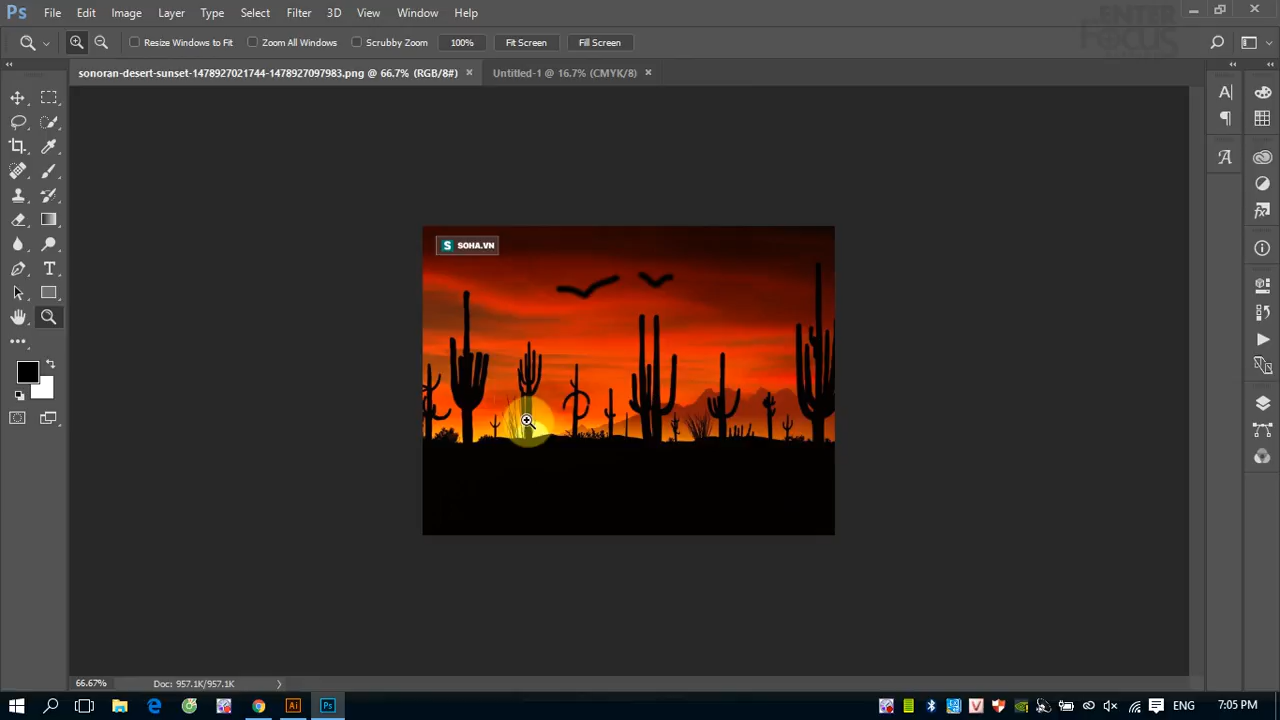 ENTER
FOCUS
Ps File Edit Image Layer Type Select Filter 3D View Window Help
Resize Windows to Fit Zoom All Windows Scrubby Zoom 100% Fit Screen Fill Screen
sonoran-desert-sunset-1478927021744-1478927097983.png @ 66.7% (RGB/8#) × Untitled-1 @ 16.7% (CMYK/8) ×
S SOHA.VN
66.67% Doc: 957.1K/957.1K
Ai Ps ENG 7:05 PM